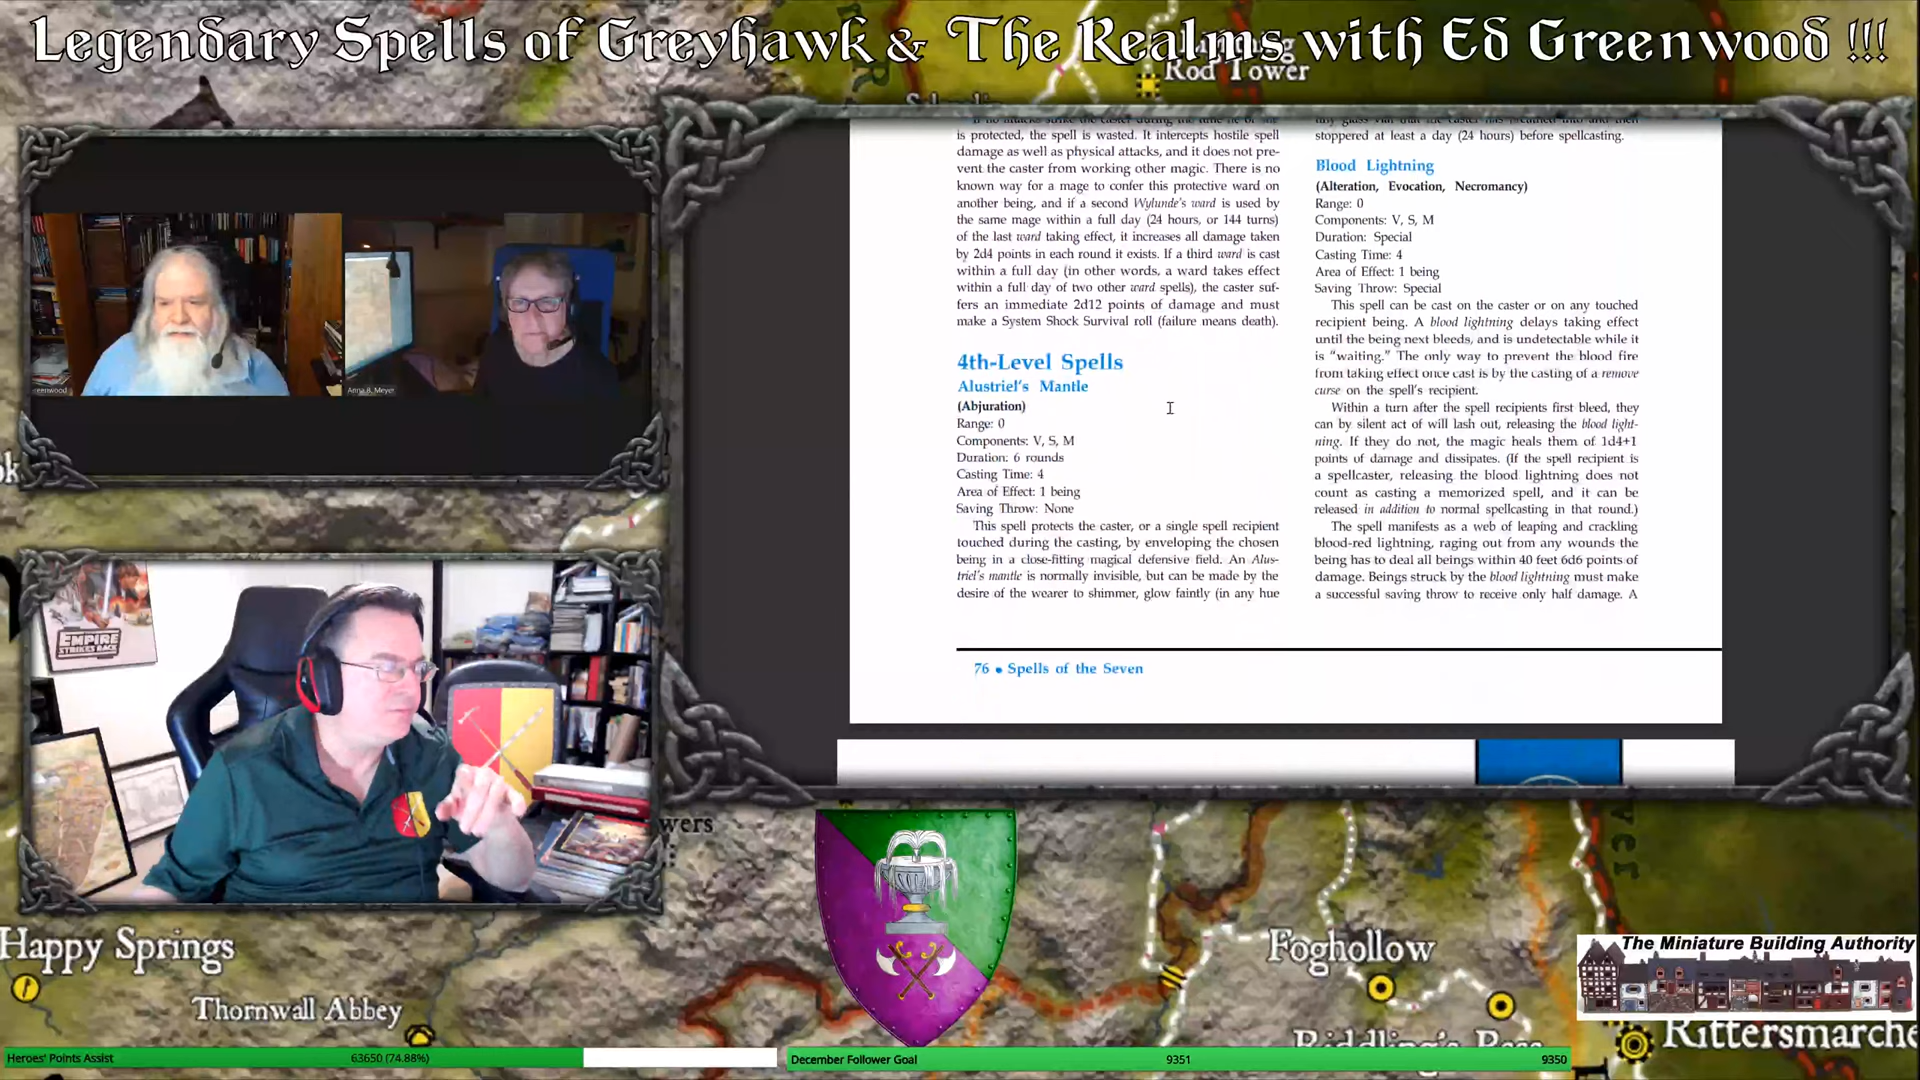 Legendary Spells of Greyhawk & The Realms with Ed Greenwood !!!
Rod Tower
is protected, the spell is wasted. It intercepts hostile spell
damage as well as physical attacks, and it does not pre-
vent the caster from working other magic. There is no
known way for a mage to confer this protective ward on
another being, and if a second Wylunde's ward is used by
the same mage within a full day (24 hours, or 144 turns)
of the last ward taking effect, it increases all damage taken
by 2d4 points in each round it exists. If a third ward is cast
within a full day (in other words, a ward takes effect
within a full day of two other ward spells), the caster suf-
fers an immediate 2d12 points of damage and must
make a System Shock Survival roll (failure means death).
4th-Level Spells
Alustriel's Mantle
(Abjuration)
Range: 0
Components: V, S, M
Duration: 6 rounds
Casting Time: 4
Area of Effect: 1 being
Saving Throw: None
This spell protects the caster, or a single spell recipient
touched during the casting, by enveloping the chosen
being in a close-fitting magical defensive field. An Alus-
triel's mantle is normally invisible, but can be made by the
desire of the wearer to shimmer, glow faintly (in any hue
stoppered at least a day (24 hours) before spellcasting.
Blood Lightning
(Alteration, Evocation, Necromancy)
Range: 0
Components: V, S, M
Duration: Special
Casting Time: 4
Area of Effect: 1 being
Saving Throw: Special
This spell can be cast on the caster or on any touched
recipient being. A blood lightning delays taking effect
until the being next bleeds, and is undetectable while it
is "waiting." The only way to prevent the blood fire
from taking effect once cast is by the casting of a remove
curse on the spell's recipient.
Within a turn after the spell recipients first bleed, they
can by silent act of will lash out, releasing the blood light-
ning. If they do not, the magic heals them of 1d4+1
points of damage and dissipates. (If the spell recipient is
a spellcaster, releasing the blood lightning does not
count as casting a memorized spell, and it can be
released in addition to normal spellcasting in that round.)
The spell manifests as a web of leaping and crackling
blood-red lightning, raging out from any wounds the
being has to deal all beings within 40 feet 6d6 points of
damage. Beings struck by the blood lightning must make
a successful saving throw to receive only half damage. A
76 • Spells of the Seven
eenwood
Anna B. Meyer
EMPIRE
STRIKES BACK
wers
Happy Springs
Thornwall Abbey
Foghollow
The Miniature Building Authority
Rittersmarche
Heroes' Points Assist 63650 (74.88%)
December Follower Goal 9351 9350